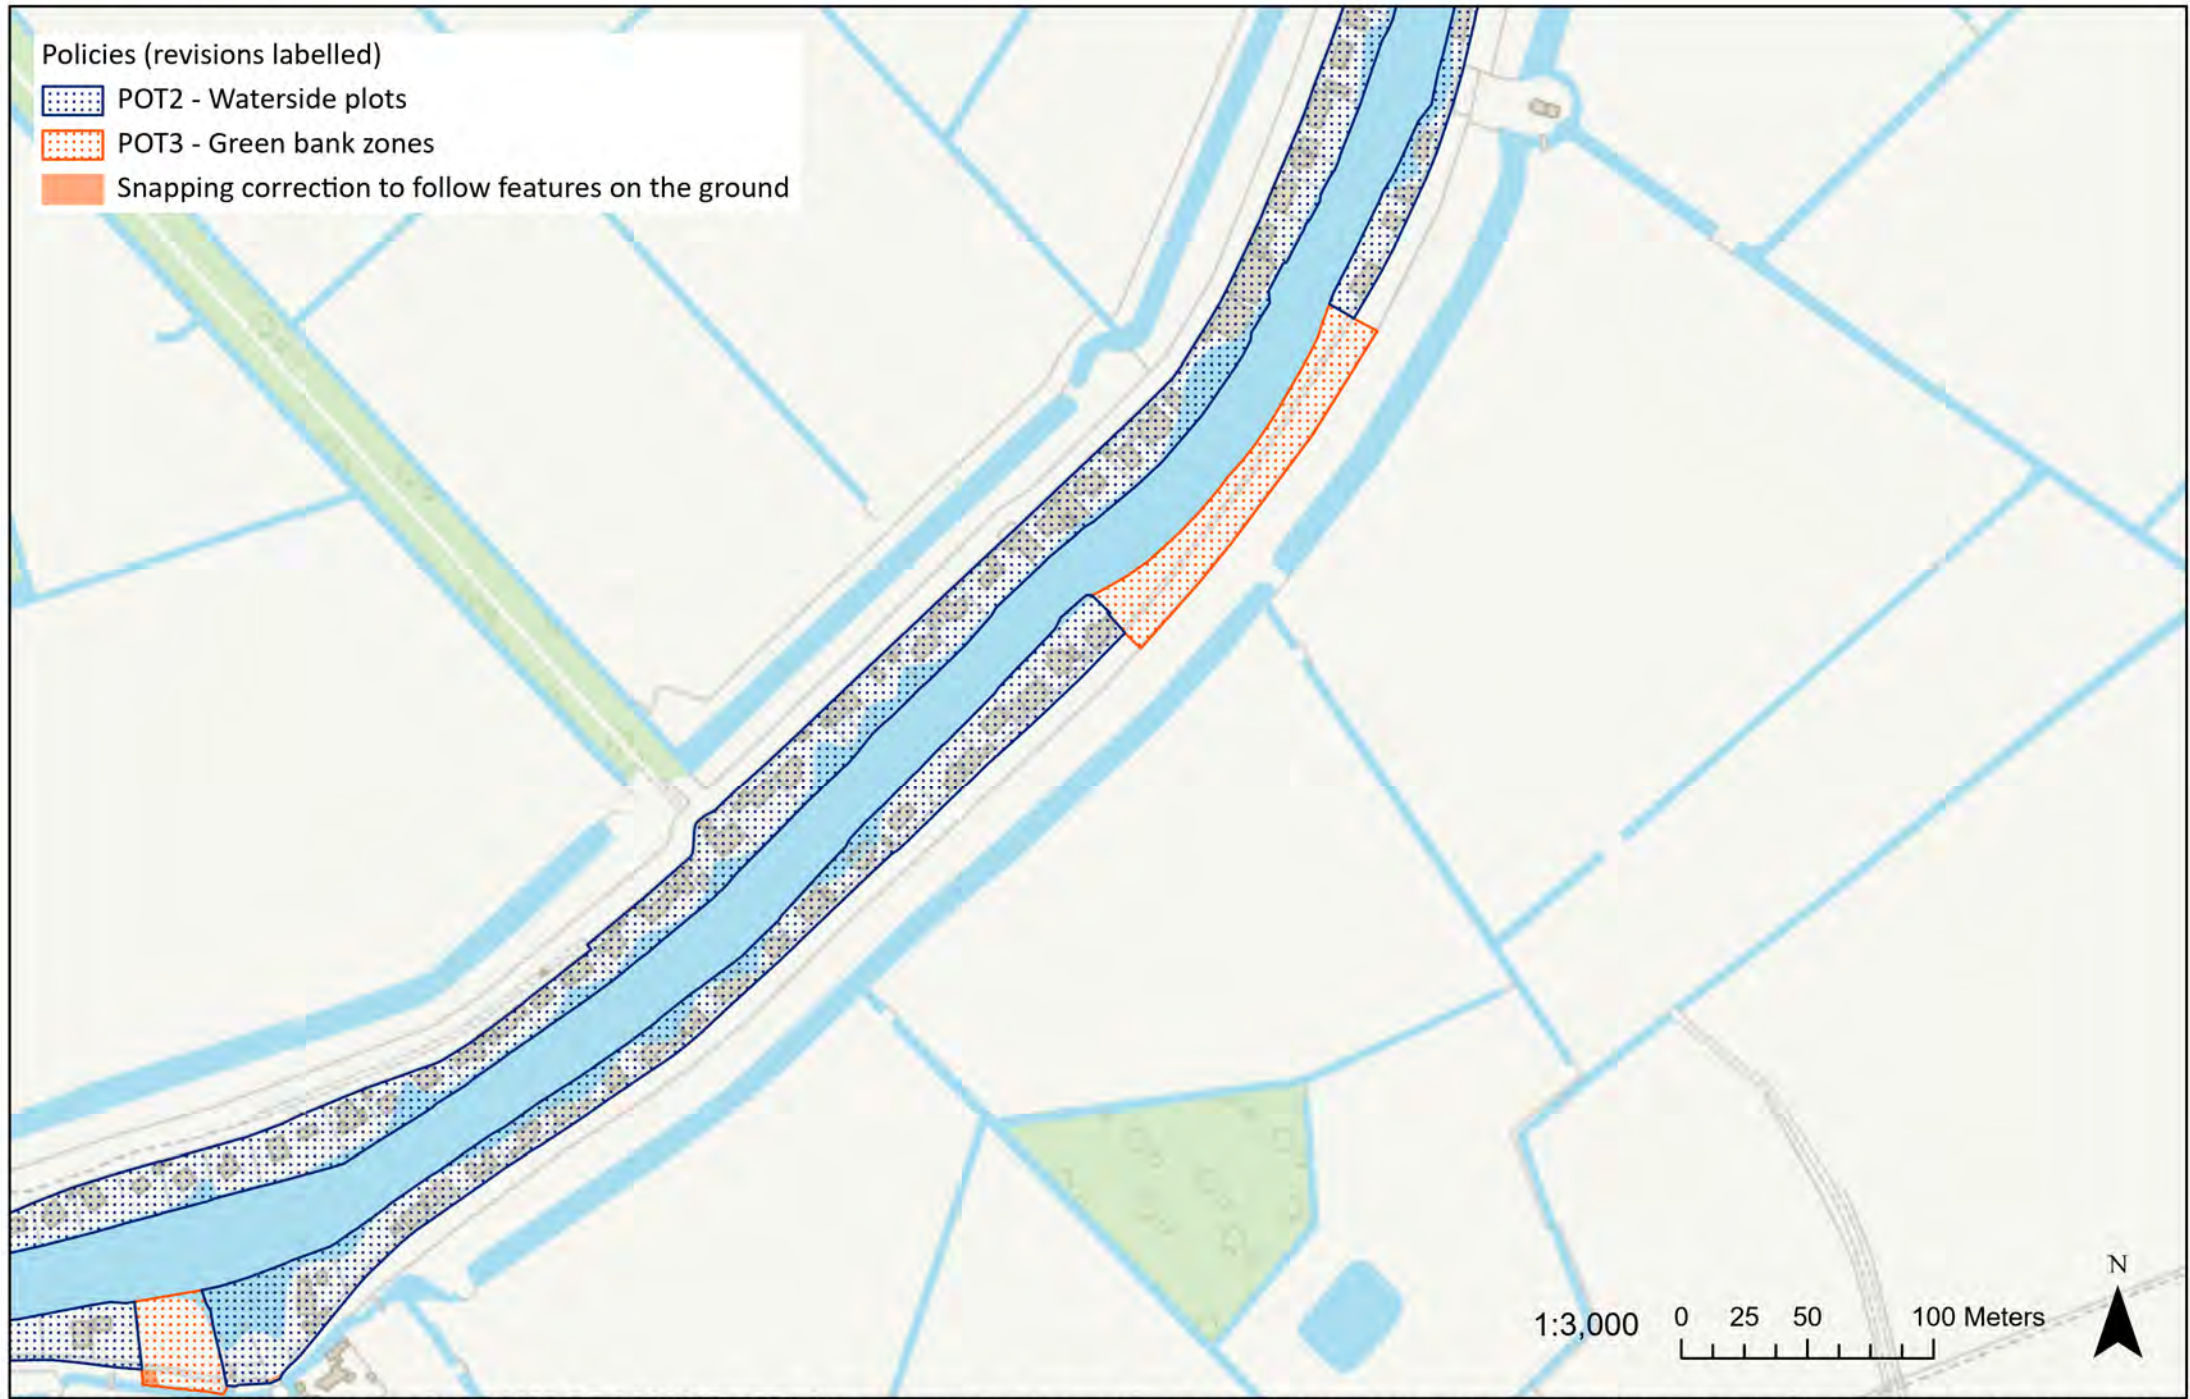 Policies (revisions labelled)
POT2 - Waterside plots
POT3 - Green bank zones
Snapping correction to follow features on the ground
N
1:3,000
0 25 50 100 Meters